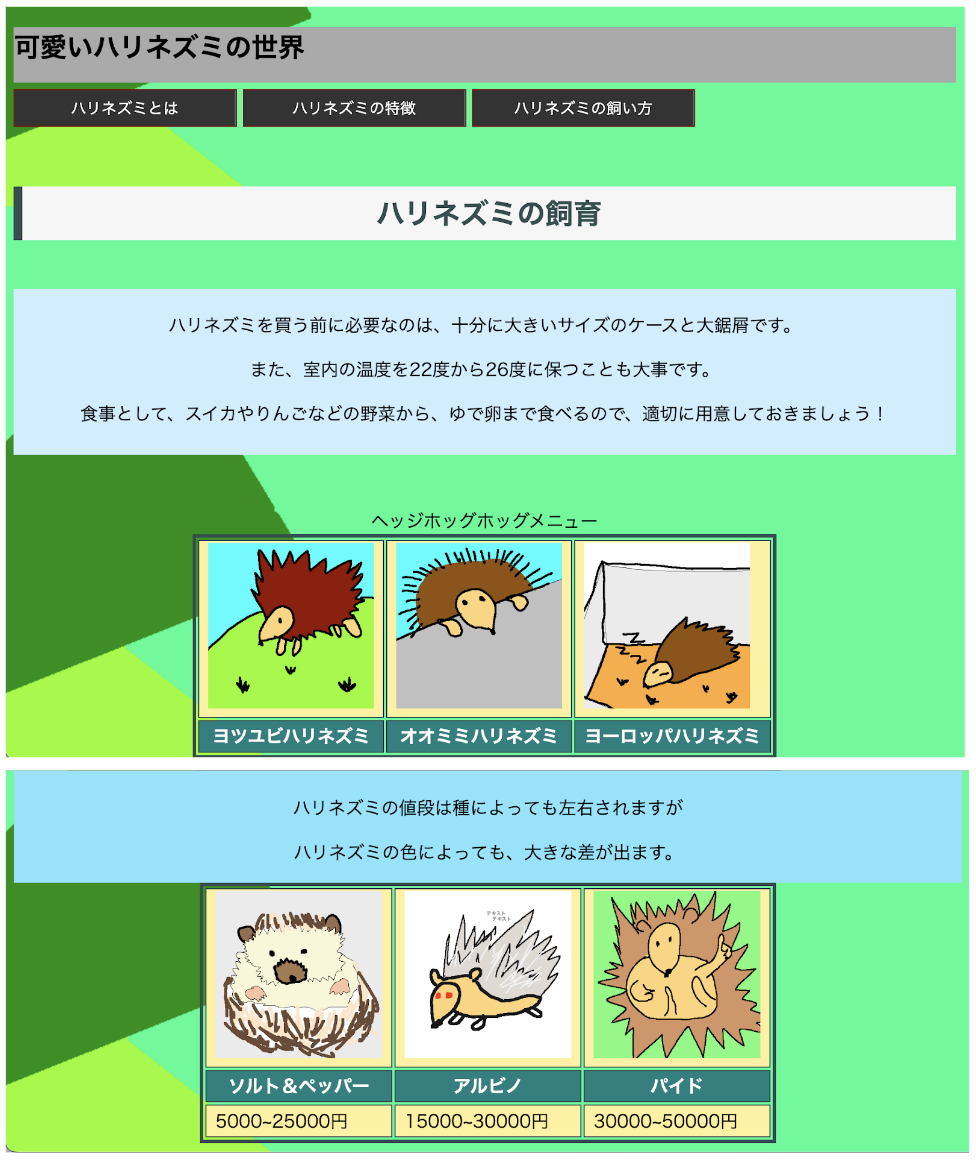 可愛いハリネズミの世界
ハリネズミとは ハリネズミの特徴 ハリネズミの飼い方
ハリネズミの飼育
ハリネズミを買う前に必要なのは、十分に大きいサイズのケースと大鋸屑です。
また、室内の温度を22度から26度に保つことも大事です。
食事として、スイカやりんごなどの野菜から、ゆで卵まで食べるので、適切に用意しておきましょう！
ヘッジホッグホッグメニュー
ヨツユビハリネズミ オオミミハリネズミ ヨーロッパハリネズミ
ハリネズミの値段は種によっても左右されますが
ハリネズミの色によっても、大きな差が出ます。
テキスト
テキスト
ソルト＆ペッパー アルビノ パイド
5000~25000円 15000~30000円 30000~50000円